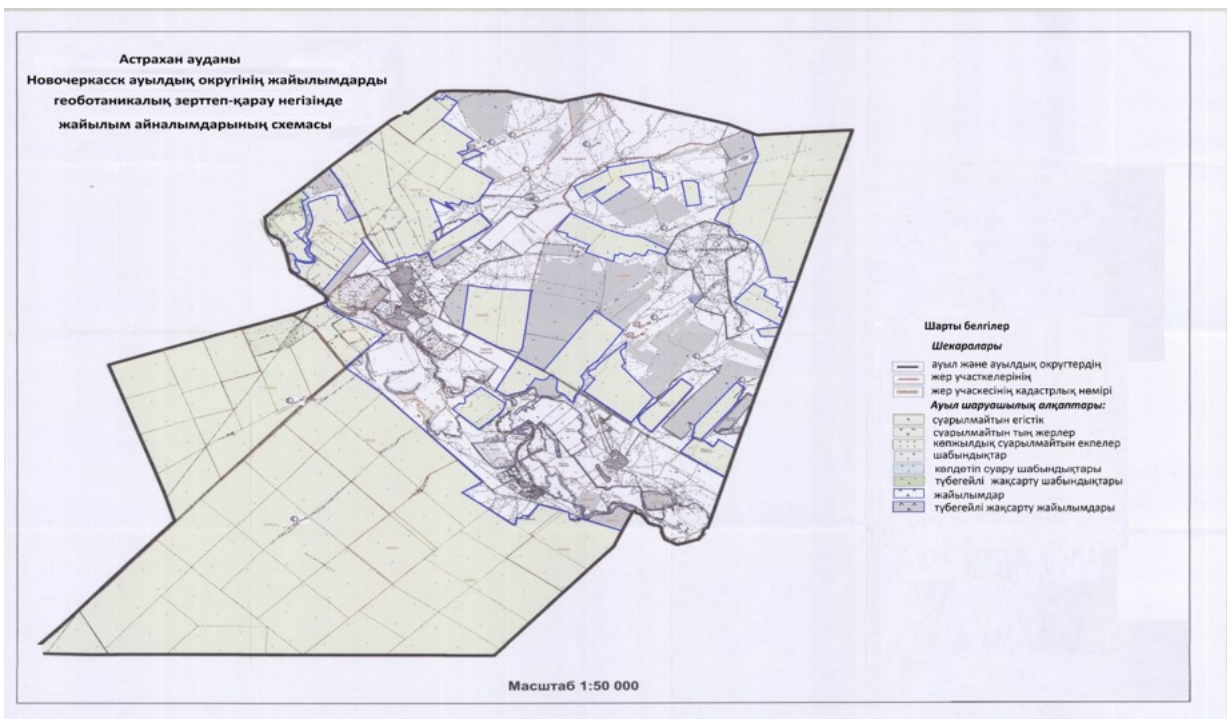 Астрахан ауданы
Новочеркасск ауылдық округінің жайылымдарды
геоботаникалық зерттеп-қарау негізінде
жайылым айналымдарының схемасы
Шарты белгілер
Шекаралары
ауыл және ауылдық округтердің
жер участкелерінің
жер учаскесінің кадастрлық нөмірі
Ауыл шаруашылық алқаптары:
суарылмайтын егістік
суарылмайтын тың жерлер
көпжылдық суарылмайтын екпелер
шабындықтар
көлдетіп суару шабындықтары
түбегейлі жақсарту шабындықтары
жайылымдар
түбегейлі жақсарту жайылымдары
Масштаб 1:50 000